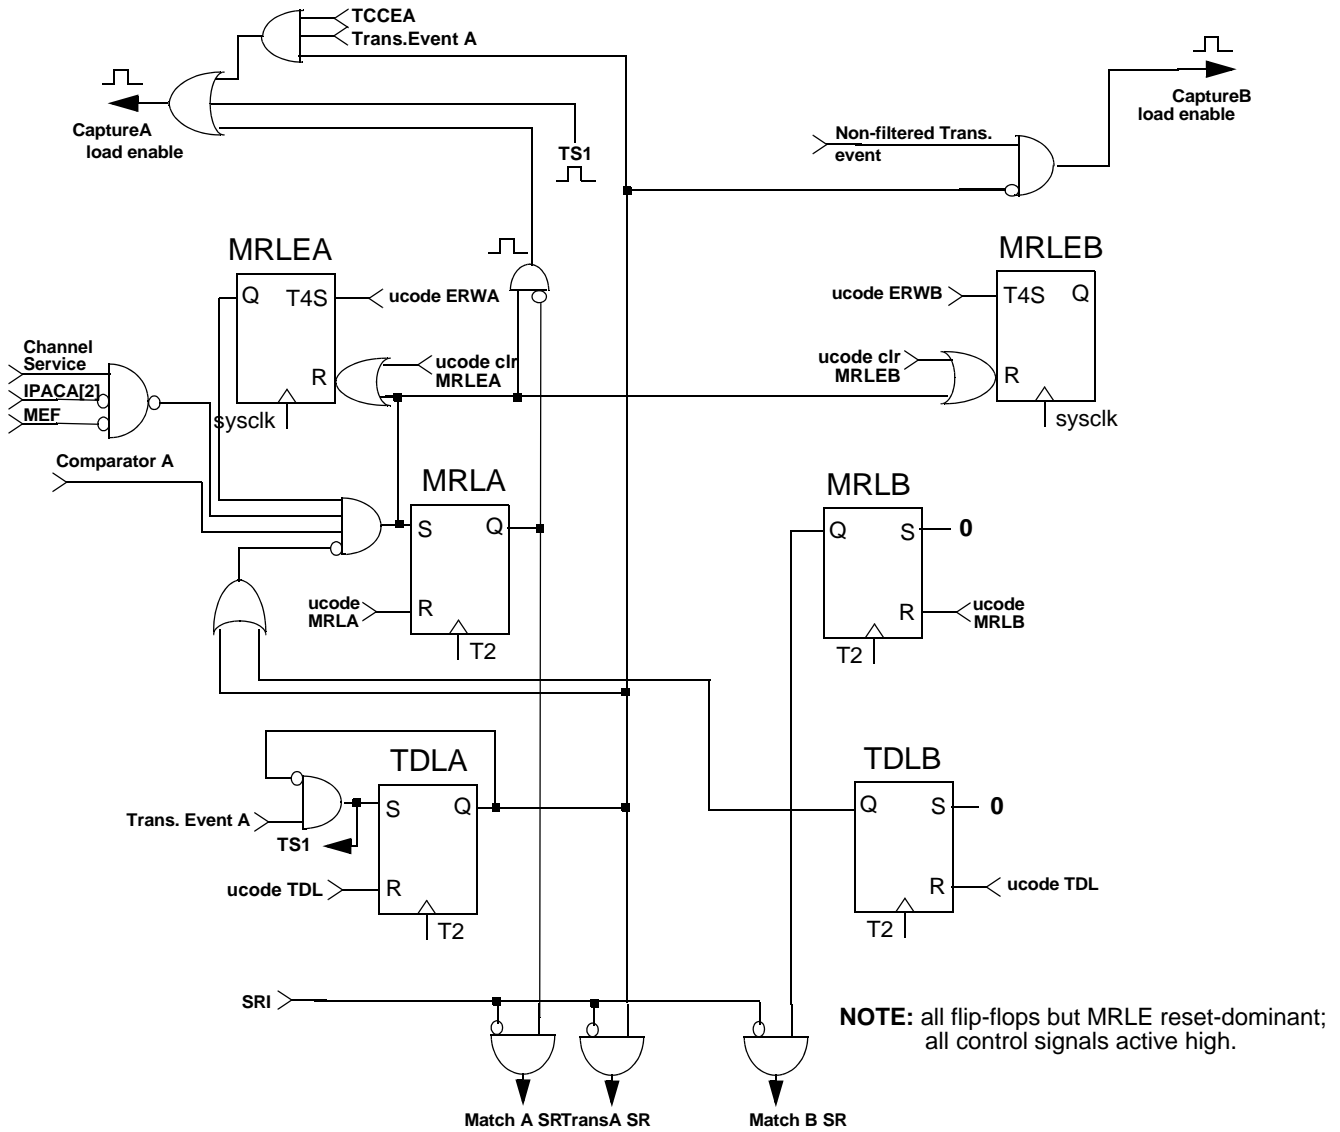 TCCEA
Trans.Event A
CaptureA
load enable
TS1
CaptureB
load enable
Non-filtered Trans.
event
MRLEA
Q
T4S
R
sysclk
ucode ERWA
ucode clr
MRLEA
MRLEB
ucode ERWB
T4S
Q
ucode clr
MRLEB
R
sysclk
Channel
Service
IPACA[2]
MEF
Comparator A
MRLA
S
Q
ucode
MRLA
R
T2
MRLB
Q
S
0
R
ucode
MRLB
T2
TDLA
S
Q
Trans. Event A
TS1
ucode TDL
R
T2
TDLB
Q
S
0
R
ucode TDL
T2
SRI
NOTE: all flip-flops but MRLE reset-dominant;
all control signals active high.
Match A SR
TransA SR
Match B SR